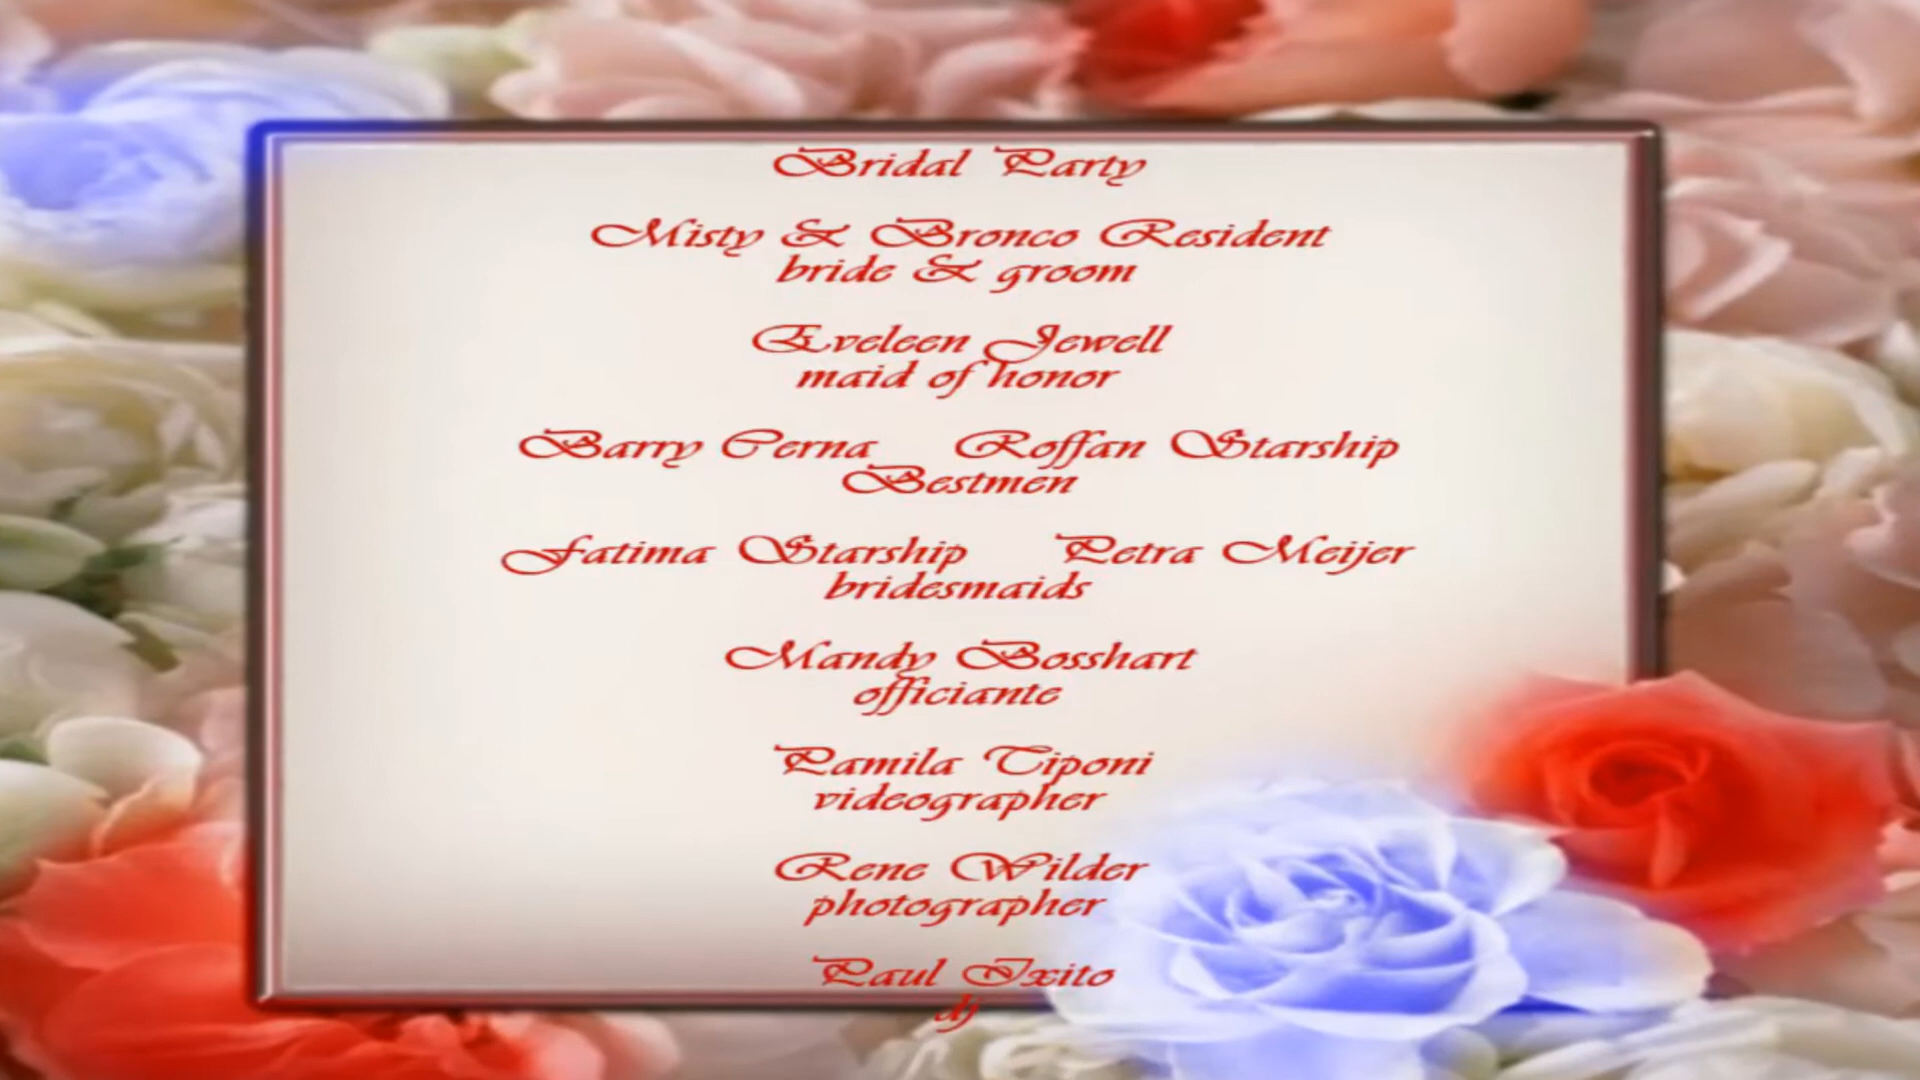 Bridal Party
Misty & Bronco Resident
bride & groom
Eveleen Jewell
maid of honor
Barry Cerna Roffan Starship
Bestmen
Fatima Starship Petra Meijer
bridesmaids
Mandy Bosshart
officiante
Pamila Tiponi
videographer
Rene Wilder
photographer
Paul Ixito
dj